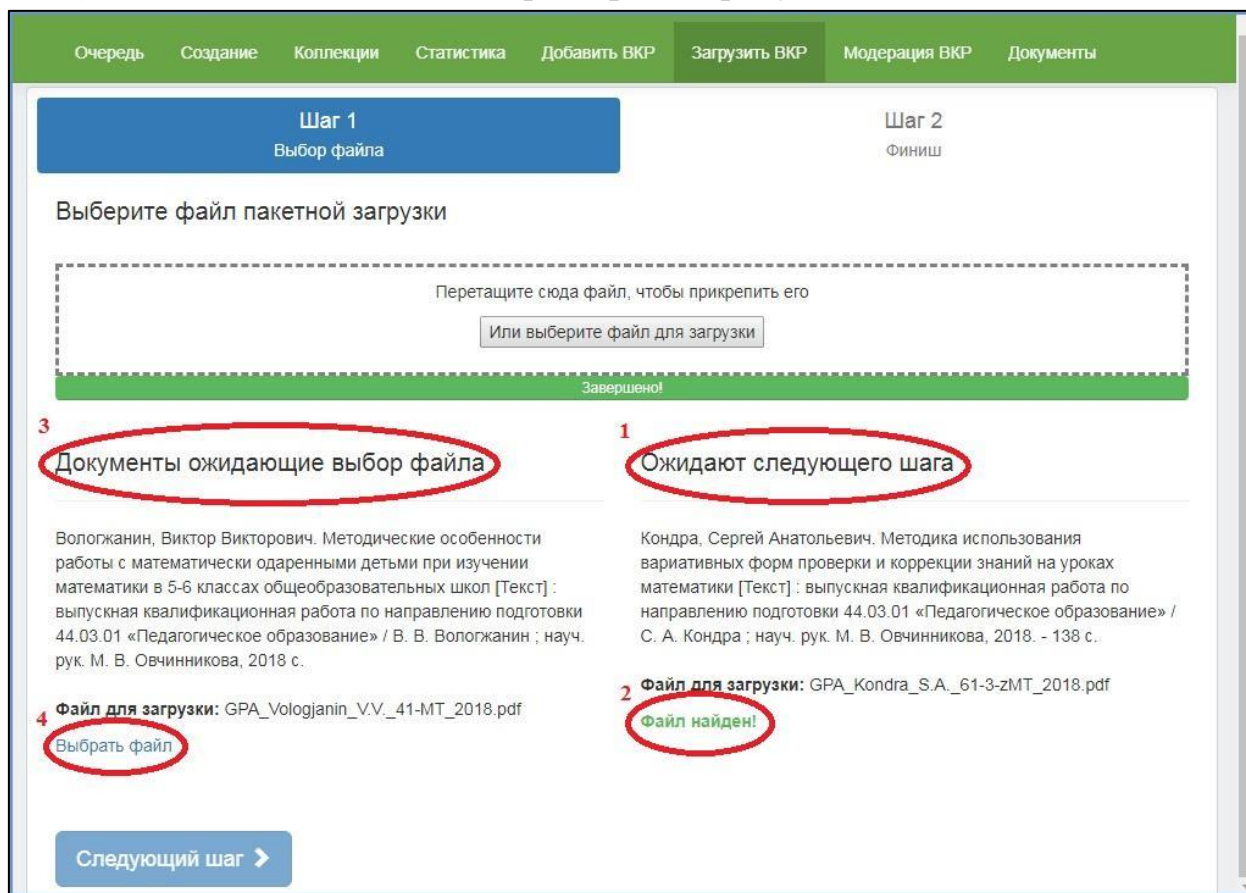 Очередь Создание Коллекции Статистика Добавить ВКР Загрузить ВКР Модерация ВКР Документы
Шаг 1
Выбор файла
Шаг 2
Финиш
Выберите файл пакетной загрузки
Перетащите сюда файл, чтобы прикрепить его
Или выберите файл для загрузки
Завершено!
3
Документы ожидающие выбор файла
Вологжанин, Виктор Викторович. Методические особенности
работы с математически одаренными детьми при изучении
математики в 5-6 классах общеобразовательных школ [Текст] :
выпускная квалификационная работа по направлению подготовки
44.03.01 «Педагогическое образование» / В. В. Вологжанин ; науч.
рук. М. В. Овчинникова, 2018 с.
Файл для загрузки: GPA_Vologjanin_V.V._41-MT_2018.pdf
4
Выбрать файл
1
Ожидают следующего шага
Кондра, Сергей Анатольевич. Методика использования
вариативных форм проверки и коррекции знаний на уроках
математики [Текст] : выпускная квалификационная работа по
направлению подготовки 44.03.01 «Педагогическое образование» /
С. А. Кондра ; науч. рук. М. В. Овчинникова, 2018. - 138 с.
2
Файл для загрузки: GPA_Kondra_S.A._61-3-zMT_2018.pdf
Файл найден!
Следующий шаг